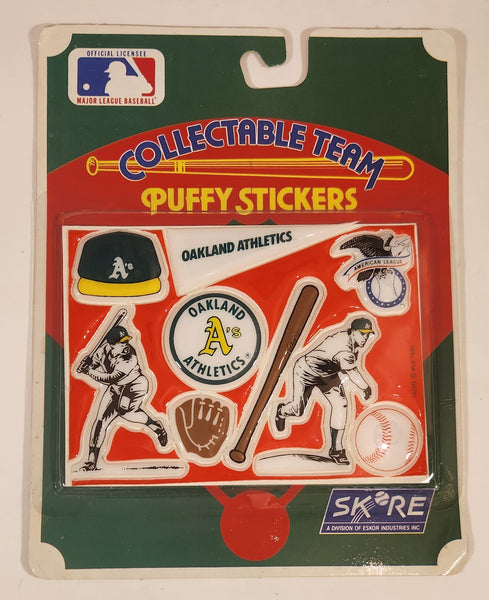 OFFICIAL LICENSEE
MAJOR LEAGUE BASEBALL®
COLLECTABLE TEAM
PUFFY STICKERS
OAKLAND ATHLETICS
AMERICAN LEAGUE
A's
OAKLAND
A's
ATHLETICS®
SKORE
A DIVISION OF ESKOR INDUSTRIES INC